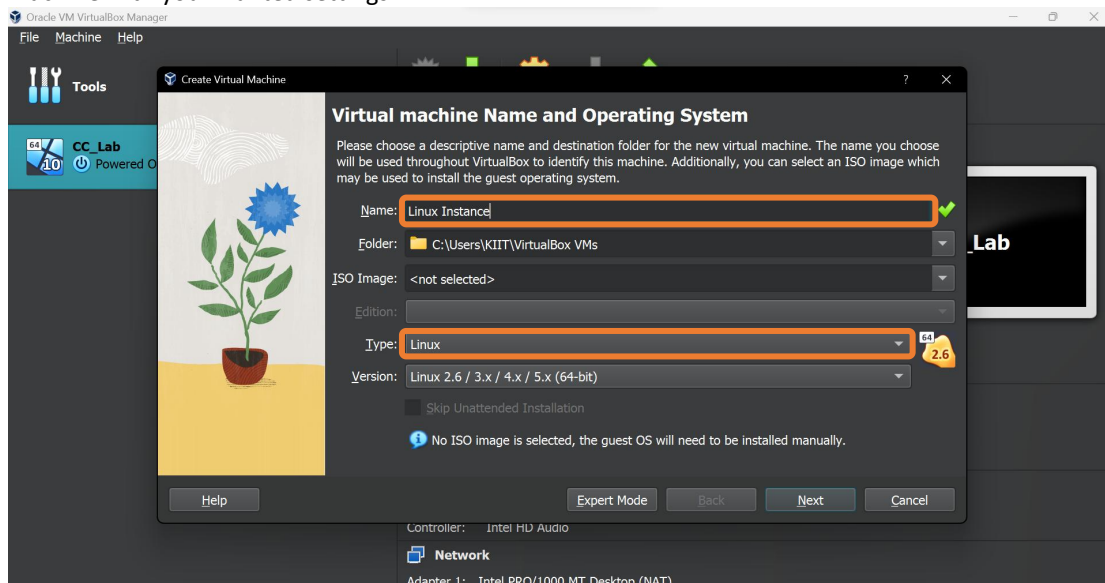 Oracle VM VirtualBox Manager
File Machine Help
Tools
64
10
CC_Lab
Powered O
Create Virtual Machine
?
Virtual machine Name and Operating System
Please choose a descriptive name and destination folder for the new virtual machine. The name you choose
will be used throughout VirtualBox to identify this machine. Additionally, you can select an ISO image which
may be used to install the guest operating system.
Name: Linux Instance
Folder: C:\Users\KIIT\VirtualBox VMs
_Lab
ISO Image: <not selected>
Edition:
Type: Linux
64
2.6
Version: Linux 2.6 / 3.x / 4.x / 5.x (64-bit)
Skip Unattended Installation
No ISO image is selected, the guest OS will need to be installed manually.
Help Expert Mode Back Next Cancel
Controller: Intel HD Audio
Network
Adapter 1: Intel PRO/1000 MT Desktop (NAT)